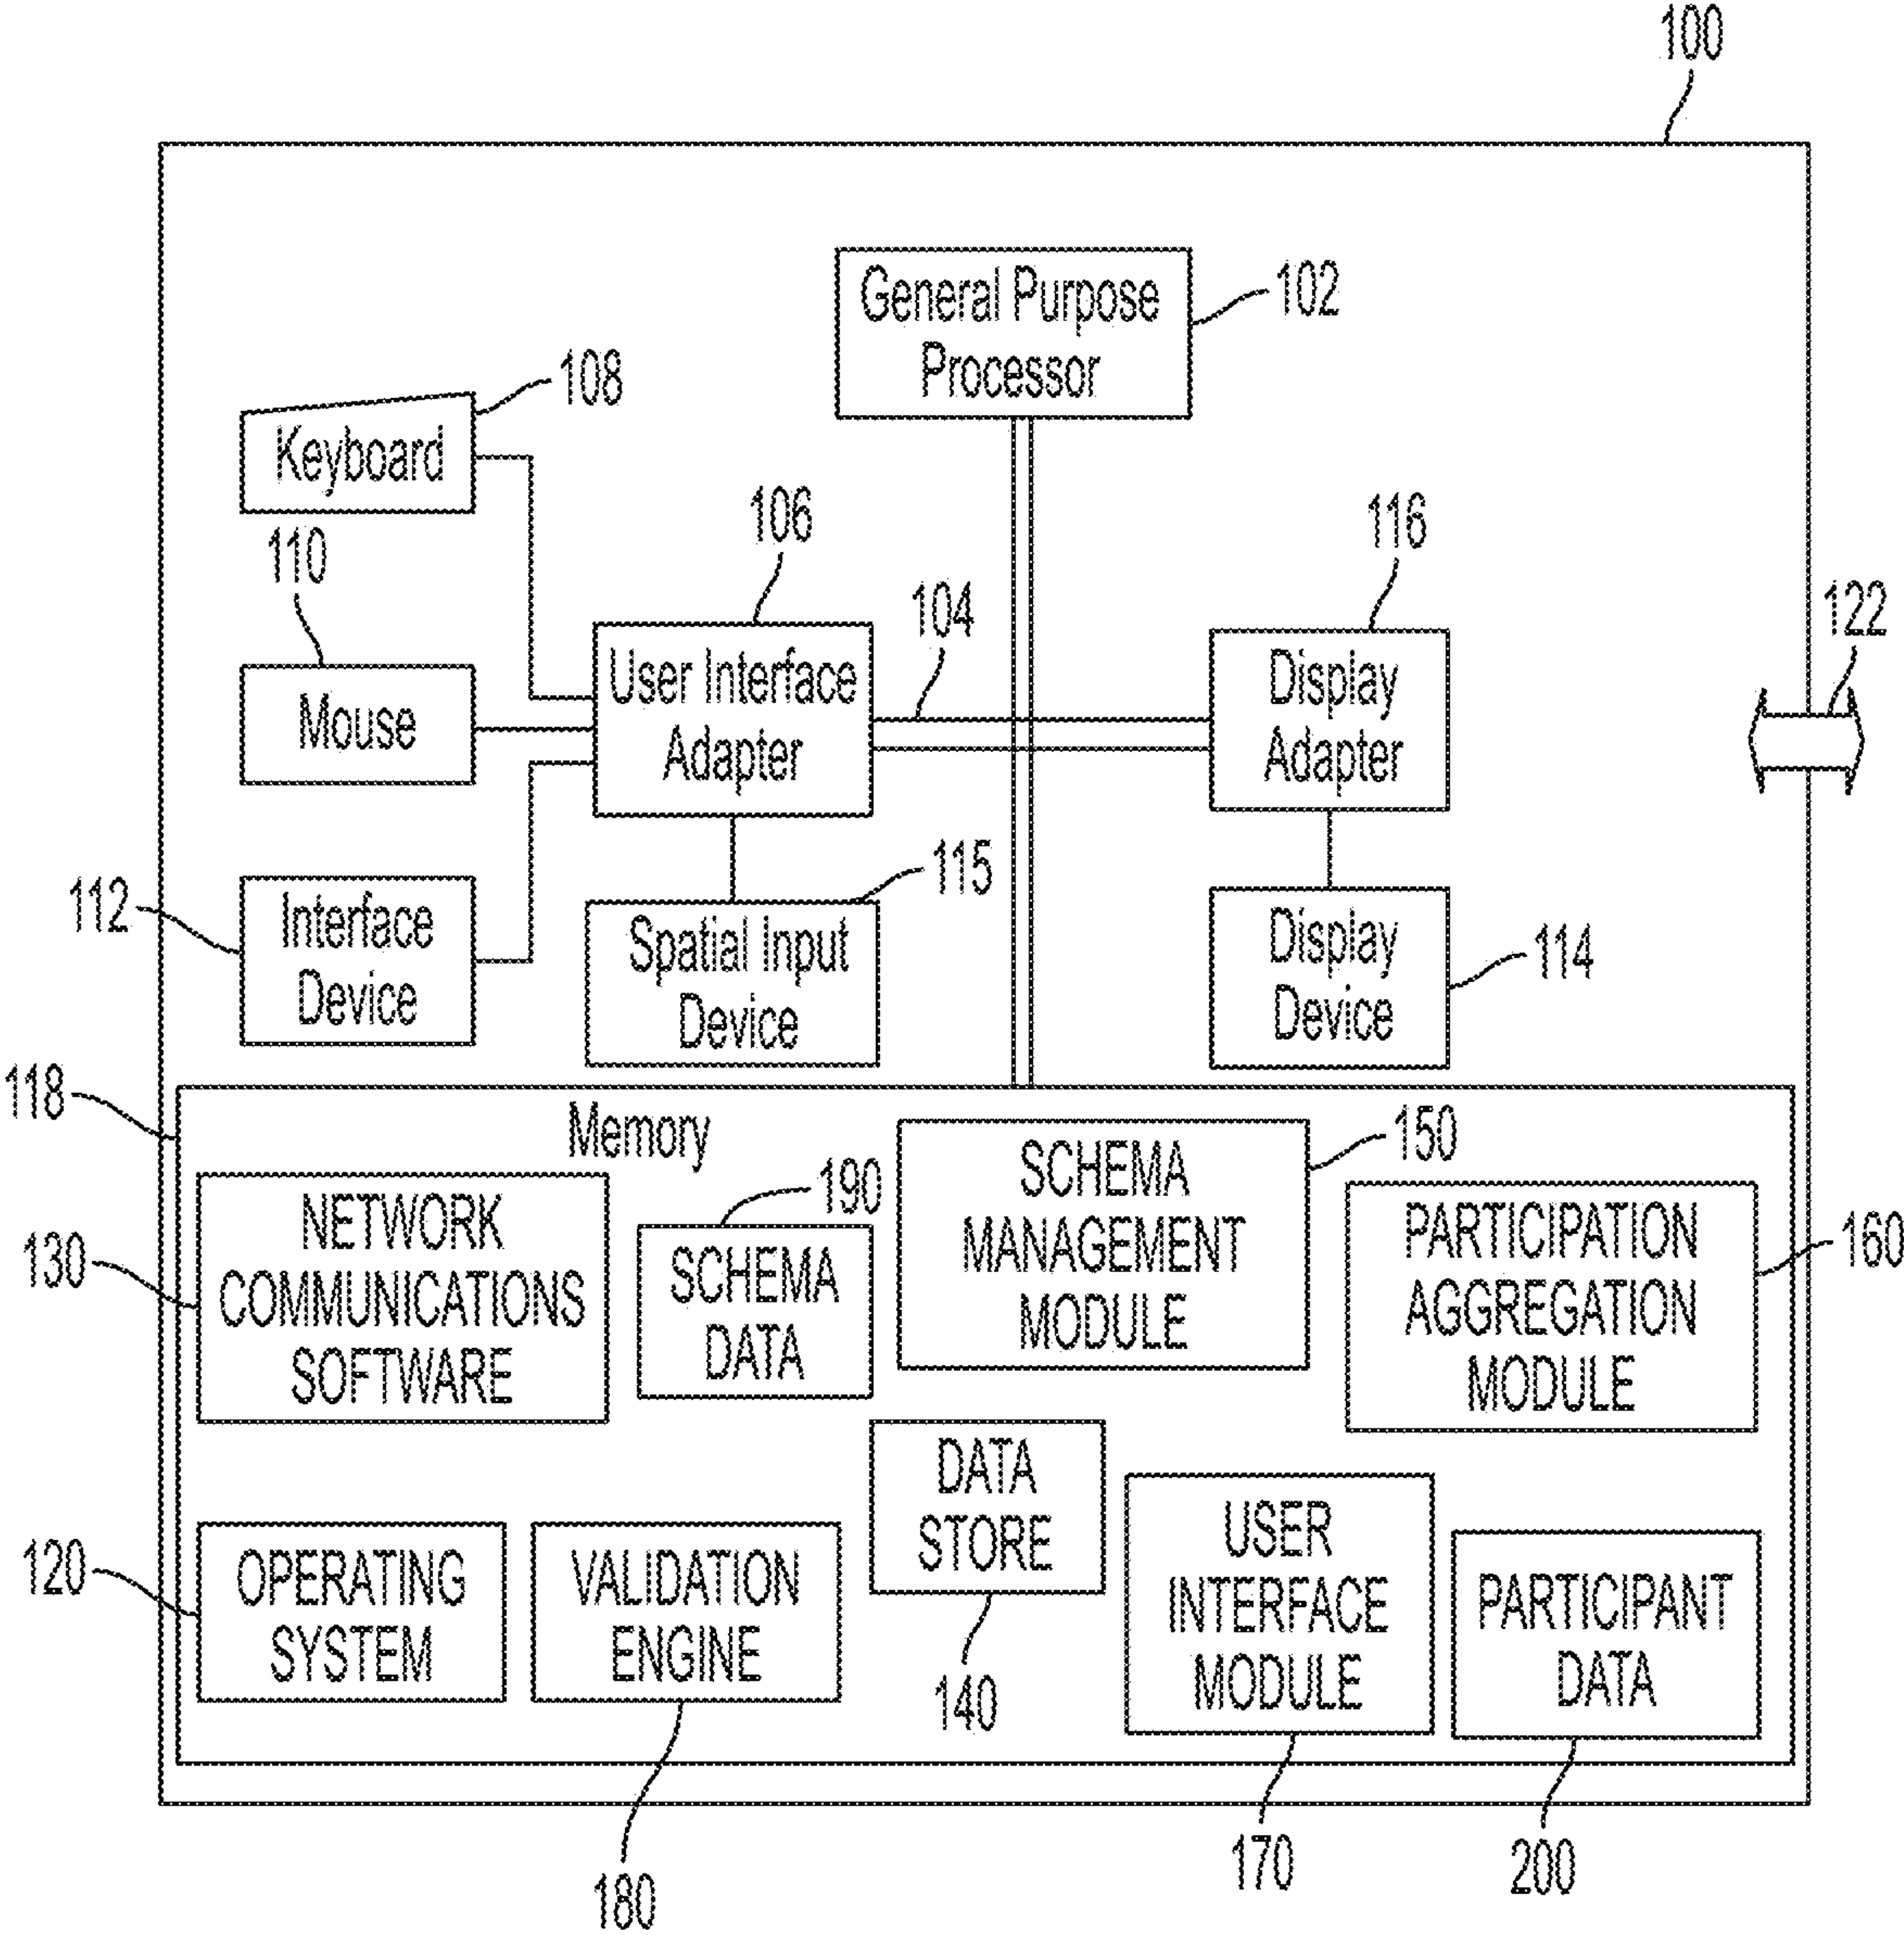 100
General Purpose
Processor
102
108
Keyboard
110
Mouse
106
User Interface
Adapter
104
116
Display
Adapter
122
112
Interface
Device
115
Spatial Input
Device
Display
Device
114
118
Memory
130
NETWORK
COMMUNICATIONS
SOFTWARE
190
SCHEMA
DATA
SCHEMA
MANAGEMENT
MODULE
150
PARTICIPATION
AGGREGATION
MODULE
160
120
OPERATING
SYSTEM
VALIDATION
ENGINE
180
DATA
STORE
140
USER
INTERFACE
MODULE
170
PARTICIPANT
DATA
200